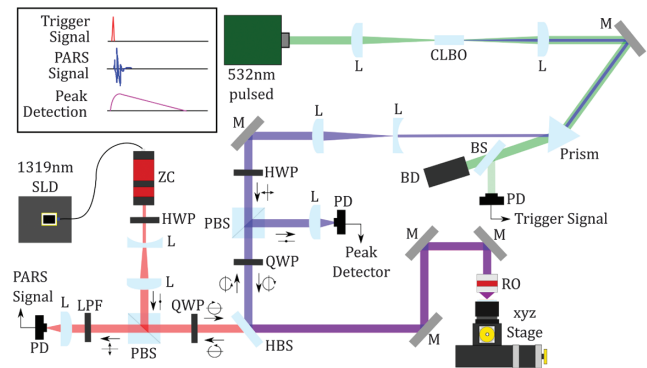 Trigger
Signal
PARS
Signal
Peak
Detection
532nm
pulsed
L
CLBO
L
M
M
L
L
BS
Prism
BD
PD
Trigger Signal
1319nm
SLD
ZC
HWP
HWP
L
PD
PBS
Peak
Detector
L
QWP
M
M
L
RO
PARS
Signal
L
LPF
QWP
xyz
Stage
PD
PBS
HBS
M